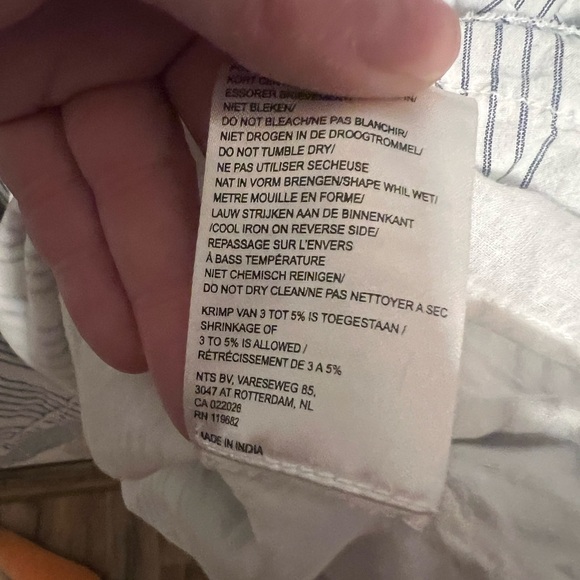 KORT
ESSORER
NIET BLEKEN/
DO NOT BLEACH/NE PAS BLANCHIR/
NIET DROGEN IN DE DROOGTROMMEL/
DO NOT TUMBLE DRY/
NE PAS UTILISER SECHEUSE
NAT IN VORM BRENGEN/SHAPE WHIL WET/
METRE MOUILLE EN FORME/
LAUW STRIJKEN AAN DE BINNENKANT
/COOL IRON ON REVERSE SIDE/
REPASSAGE SUR L'ENVERS
À BASS TEMPÉRATURE
NIET CHEMISCH REINIGEN/
DO NOT DRY CLEAN/NE PAS NETTOYER A SEC
KRIMP VAN 3 TOT 5% IS TOEGESTAAN /
SHRINKAGE OF
3 TO 5% IS ALLOWED /
RÉTRÉCISSEMENT DE 3 A 5%
NTS BV, VARESEWEG 85,
3047 AT ROTTERDAM, NL
CA 022026
RN 119682
MADE IN INDIA